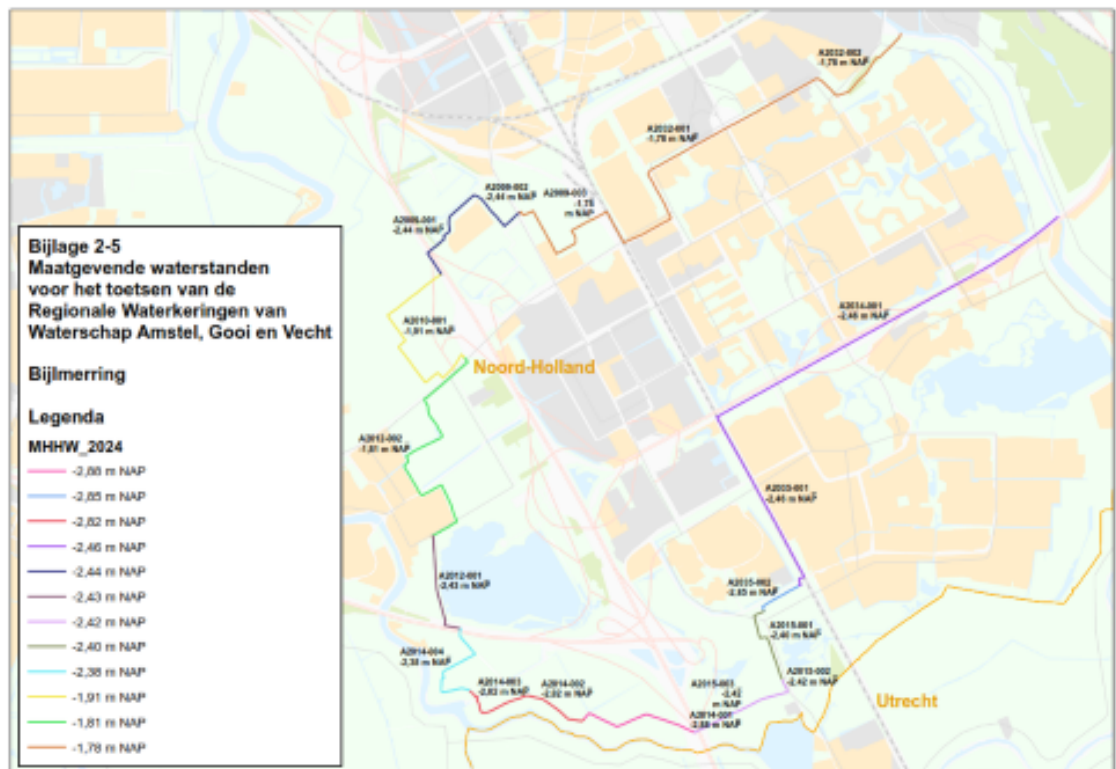 A2032-002
-1,78 m NAP
A2032-001
-1,78 m NAP
A2009-002
-2,44 m NAP
A2009-003
-1,78
m NAP
A2009-001
-2,44 m NAP
Bijlage 2-5
Maatgevende waterstanden
voor het toetsen van de
Regionale Waterkeringen van
Waterschap Amstel, Gooi en Vecht
Bijlmerring
Legenda
MHHW_2024
-2,88 m NAP
-2,85 m NAP
-2,82 m NAP
-2,46 m NAP
-2,44 m NAP
-2,43 m NAP
-2,42 m NAP
-2,40 m NAP
-2,38 m NAP
-1,91 m NAP
-1,81 m NAP
-1,78 m NAP
A2034-001
-2,46 m NAP
A2010-001
-1,91 m NAP
Noord-Holland
A2012-002
-1,81 m NAP
A2035-001
-2,46 m NAP
A2012-001
-2,43 m NAP
A2035-002
-2,85 m NAP
A2015-001
-2,40 m NAP
A2014-004
-2,38 m NAP
A2014-003
-2,82 m NAP
A2014-002
-2,82 m NAP
A2015-003
-2,42
m NAP
A2015-002
-2,42 m NAP
A2014-001
-2,88 m NAP
Utrecht